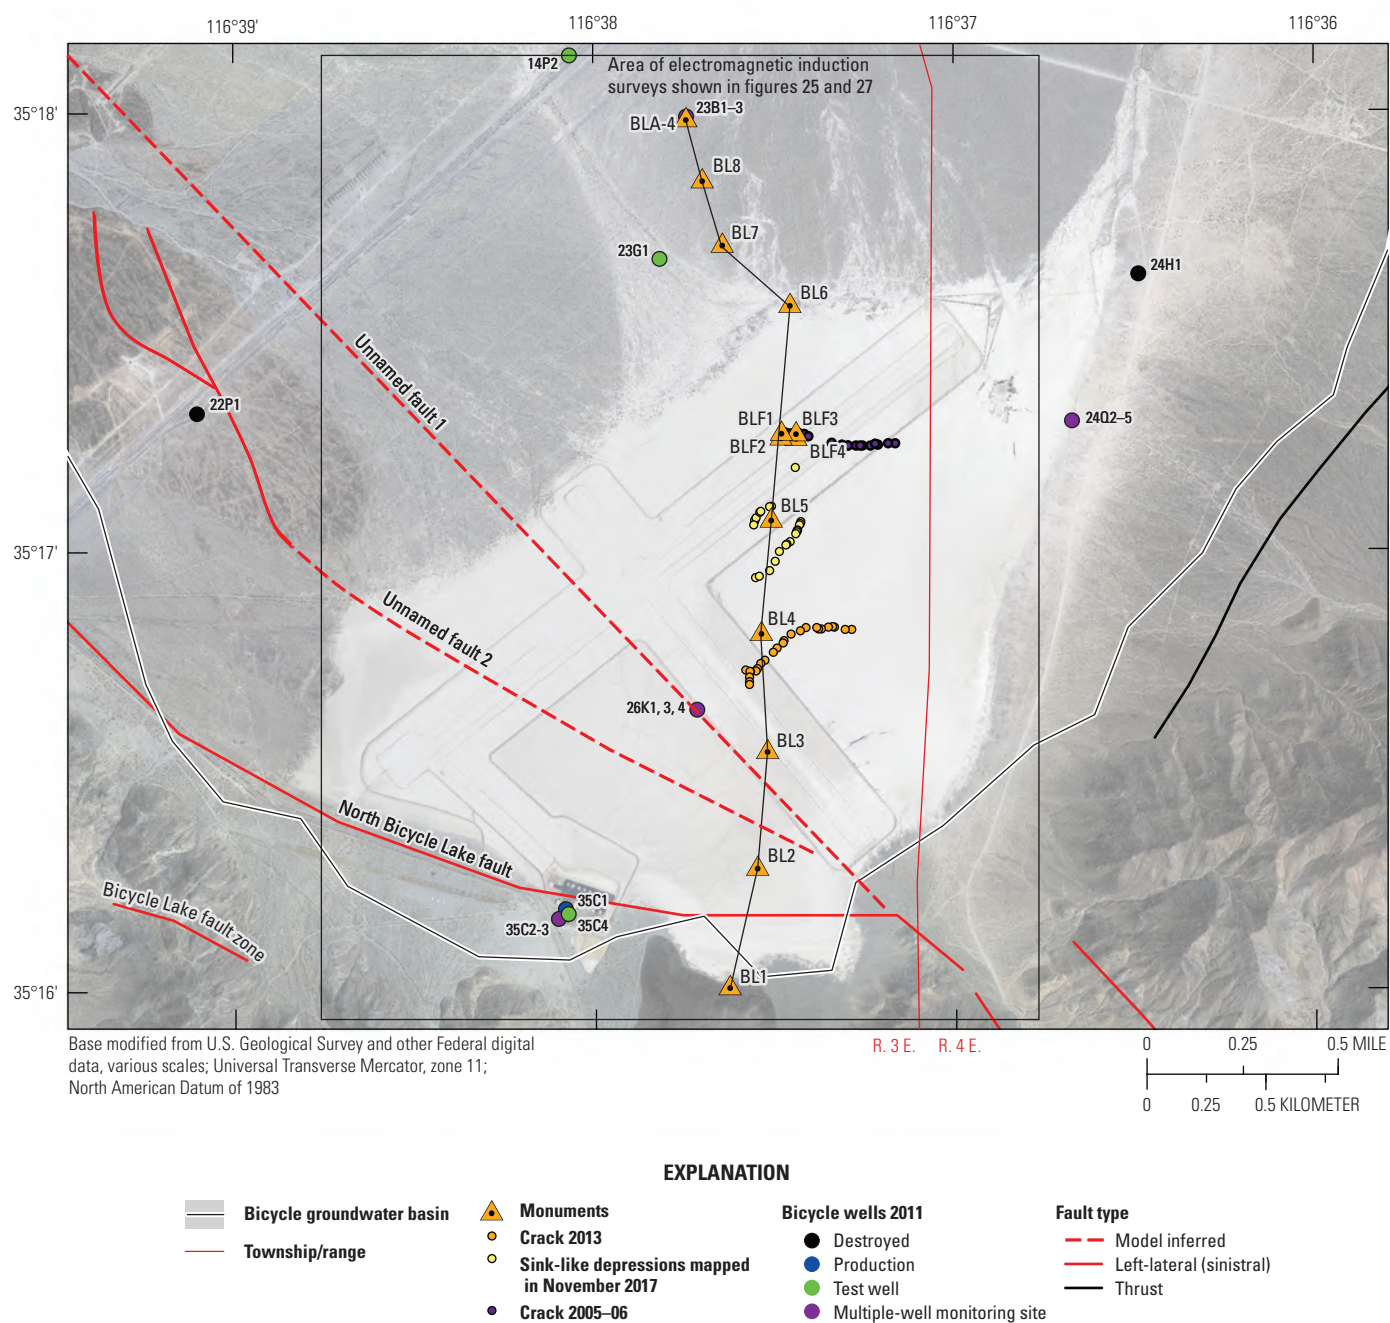 116°39'
116°38
116°37
116°36
14P2
Area of electromagnetic induction
surveys shown in figures 25 and 27
35°18'
23B1–3
BLA-4
BL8
BL7
23G1
24H1
BL6
Unnamed fault 1
22P1
BLF1
BLF3
24Q2–5
BLF2
BLF4
BL5
35°17'
Unnamed fault 2
BL4
26K1, 3, 4
BL3
North Bicycle Lake fault
BL2
Bicycle Lake fault zone
35C1
35C2-3
35C4
BL1
35°16'
Base modified from U.S. Geological Survey and other Federal digital
data, various scales; Universal Transverse Mercator, zone 11;
North American Datum of 1983
R. 3 E.
R. 4 E.
0 0.25 0.5 MILE
0 0.25 0.5 KILOMETER
EXPLANATION
Bicycle groundwater basin
Township/range
Monuments
Crack 2013
Sink-like depressions mapped
in November 2017
Crack 2005–06
Bicycle wells 2011
Destroyed
Production
Test well
Multiple-well monitoring site
Fault type
Model inferred
Left-lateral (sinistral)
Thrust